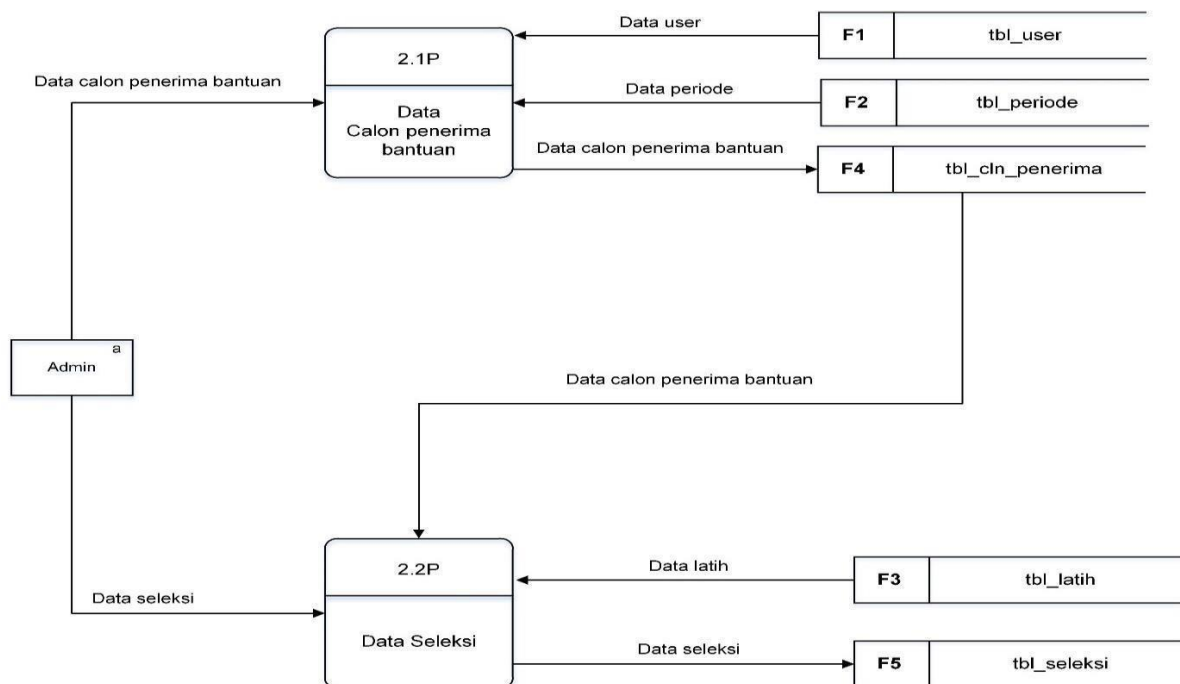 Data user
F1 tbl_user
2.1P
Data calon penerima bantuan
Data periode
F2 tbl_periode
Data
Calon penerima
bantuan
Data calon penerima bantuan
F4 tbl_cln_penerima
a
Admin
Data calon penerima bantuan
2.2P
Data latih
F3 tbl_latih
Data seleksi
Data Seleksi
Data seleksi
F5 tbl_seleksi